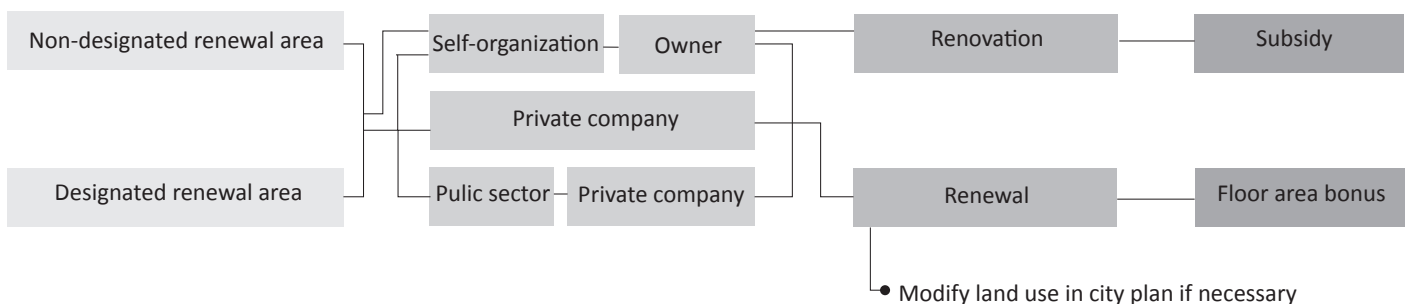 Non-designated renewal area
Self-organization
Owner
Renovation
Subsidy
Private company
Designated renewal area
Pulic sector
Private company
Renewal
Floor area bonus
Modify land use in city plan if necessary